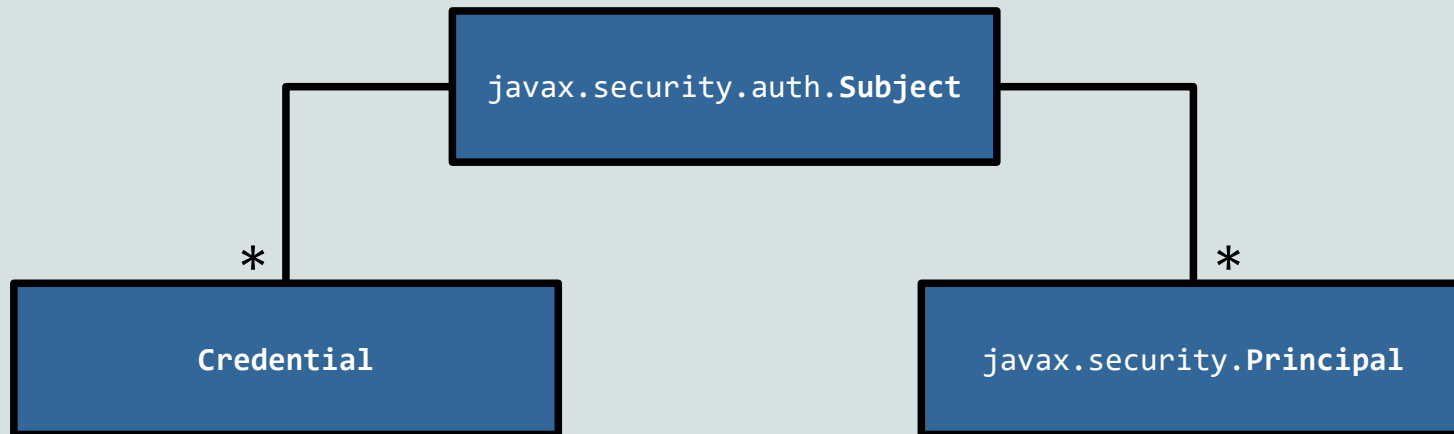 javax.security.auth.Subject
*
*
Credential
javax.security.Principal